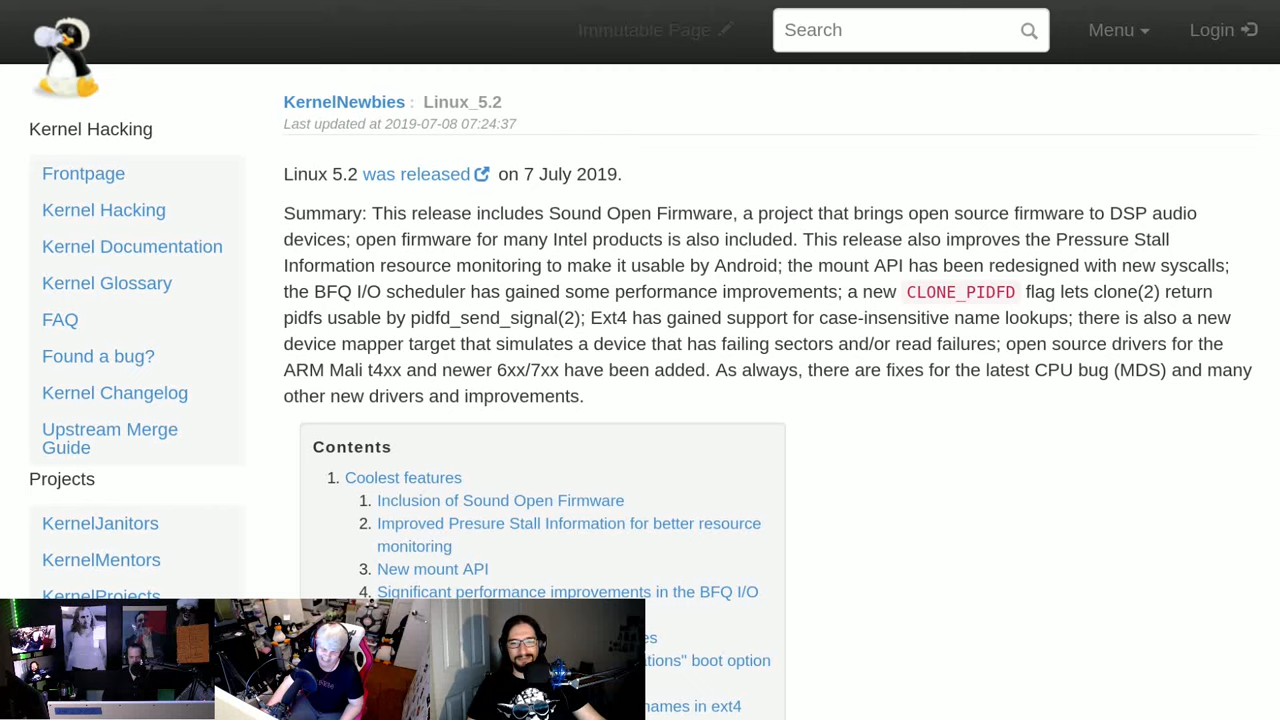 Immutable Page
Search
Menu
Login
KernelNewbies : Linux_5.2
Last updated at 2019-07-08 07:24:37
Kernel Hacking
Frontpage
Kernel Hacking
Kernel Documentation
Kernel Glossary
FAQ
Found a bug?
Kernel Changelog
Upstream Merge
Guide
Projects
KernelJanitors
KernelMentors
KernelProjects
Linux 5.2 was released on 7 July 2019.
Summary: This release includes Sound Open Firmware, a project that brings open source firmware to DSP audio
devices; open firmware for many Intel products is also included. This release also improves the Pressure Stall
Information resource monitoring to make it usable by Android; the mount API has been redesigned with new syscalls;
the BFQ I/O scheduler has gained some performance improvements; a new CLONE_PIDFD flag lets clone(2) return
pidfs usable by pidfd_send_signal(2); Ext4 has gained support for case-insensitive name lookups; there is also a new
device mapper target that simulates a device that has failing sectors and/or read failures; open source drivers for the
ARM Mali t4xx and newer 6xx/7xx have been added. As always, there are fixes for the latest CPU bug (MDS) and many
other new drivers and improvements.
Contents
1. Coolest features
1. Inclusion of Sound Open Firmware
2. Improved Presure Stall Information for better resource
monitoring
3. New mount API
4. Significant performance improvements in the BFQ I/O
boot option
names in ext4